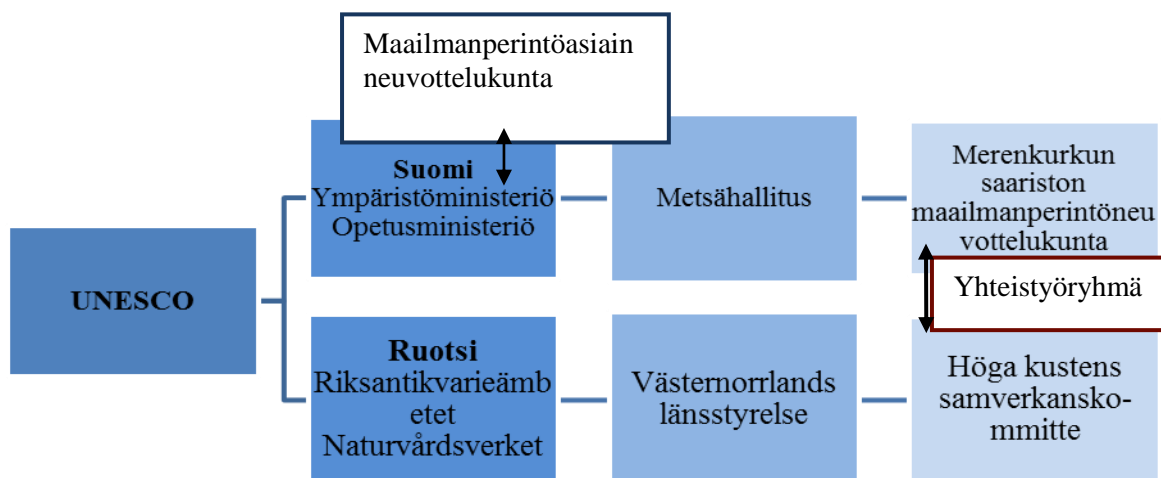 Maailmanperintöasiain
neuvottelukunta
Suomi
Ympäristöministeriö
Opetusministeriö
Metsähallitus
Merenkurkun
saariston
maailmanperintöneu
vottelukunta
UNESCO
Yhteistyöryhmä
Ruotsi
Riksantikvarieämb
etet
Naturvårdsverket
Västernorrlands
länsstyrelse
Höga kustens
samverkansko-
mmitte